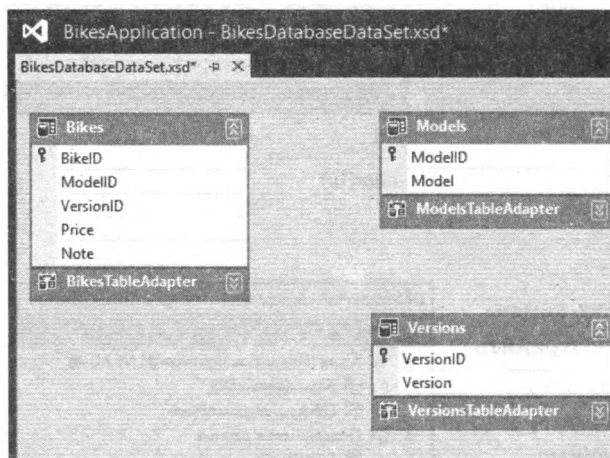 BikesApplication - BikesDatabaseDataSet.xsd*
BikesDatabaseDataSet.xsd*
Bikes
BikeID
ModelID
VersionID
Price
Note
BikesTableAdapter
Models
ModelID
Model
ModelsTableAdapter
Versions
VersionID
Version
VersionsTableAdapter